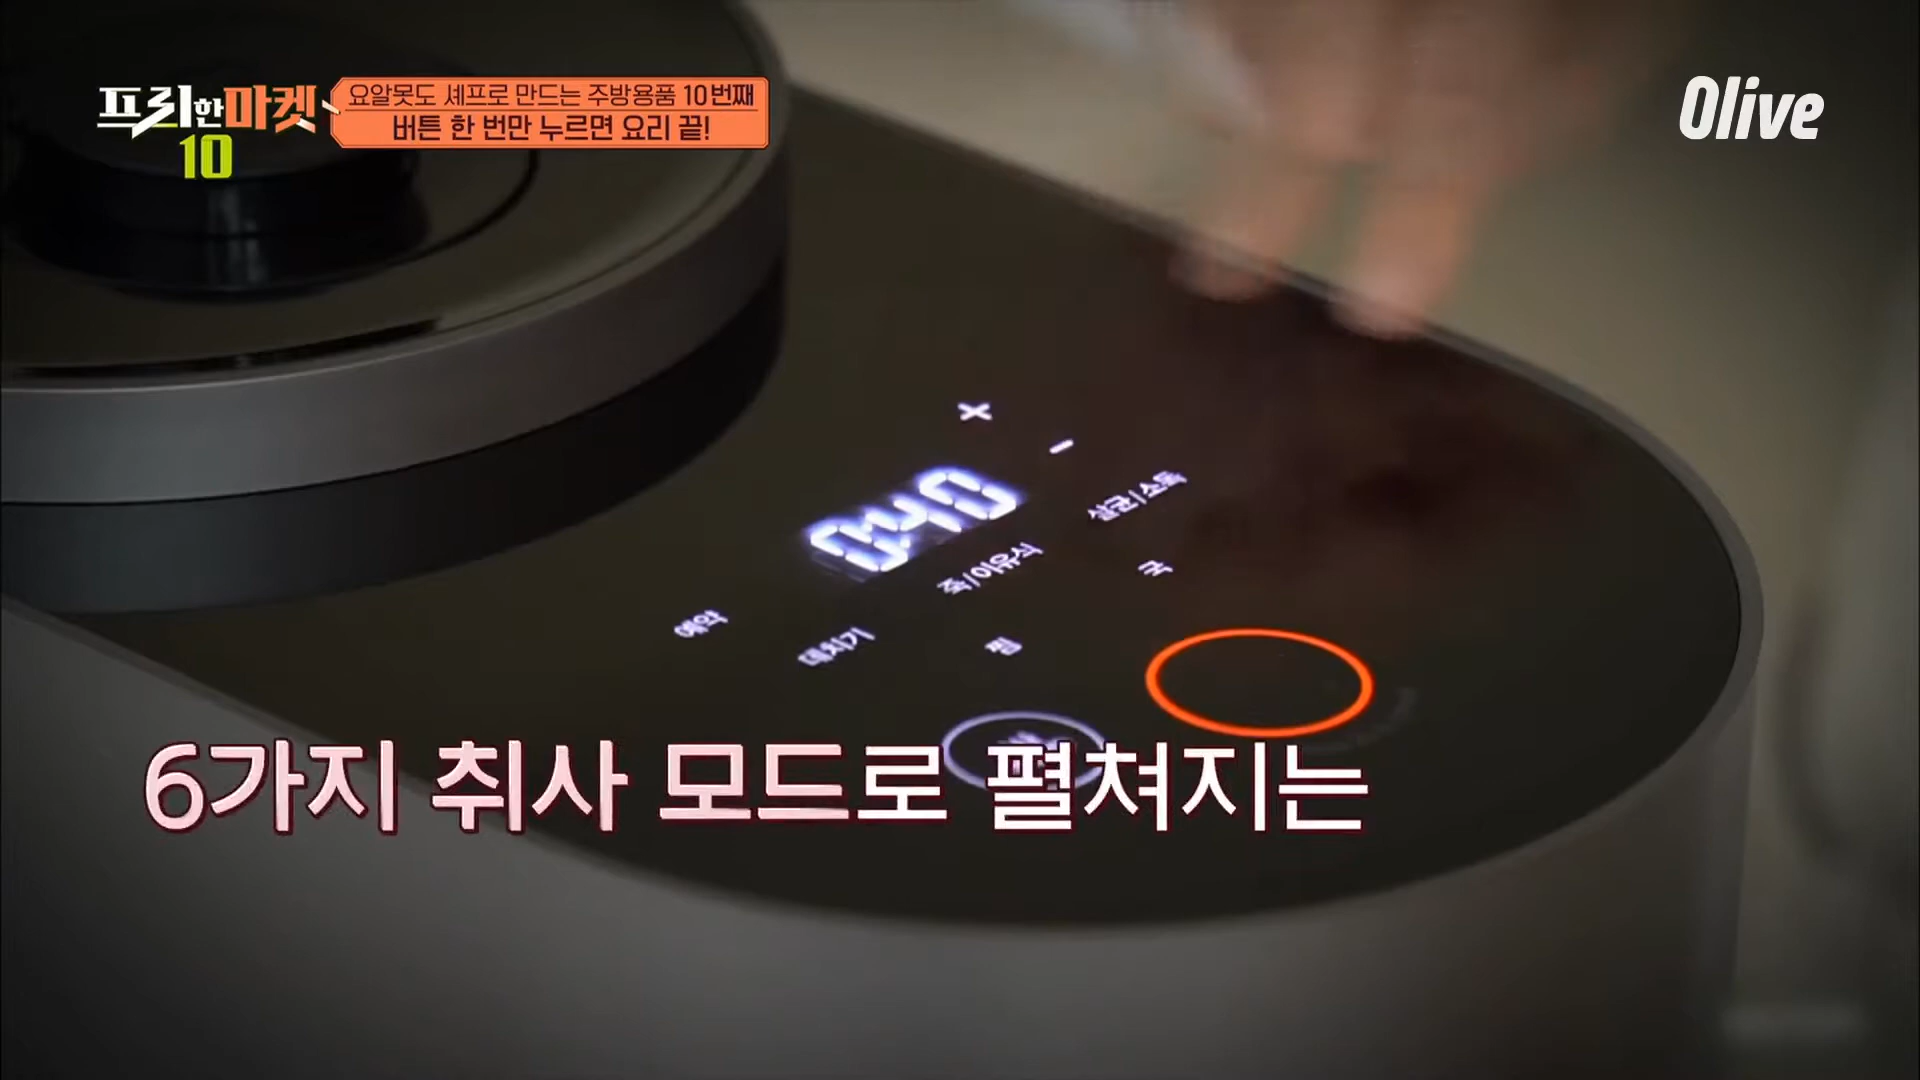 프리한마켓
10
요알못도 셰프로 만드는 주방용품 10번째
버튼 한 번만 누르면 요리 끝!
Olive
+
-
0:40
살균/소독
죽/이유식
국
예약
데치기
찜
6가지 취사 모드로 펼쳐지는